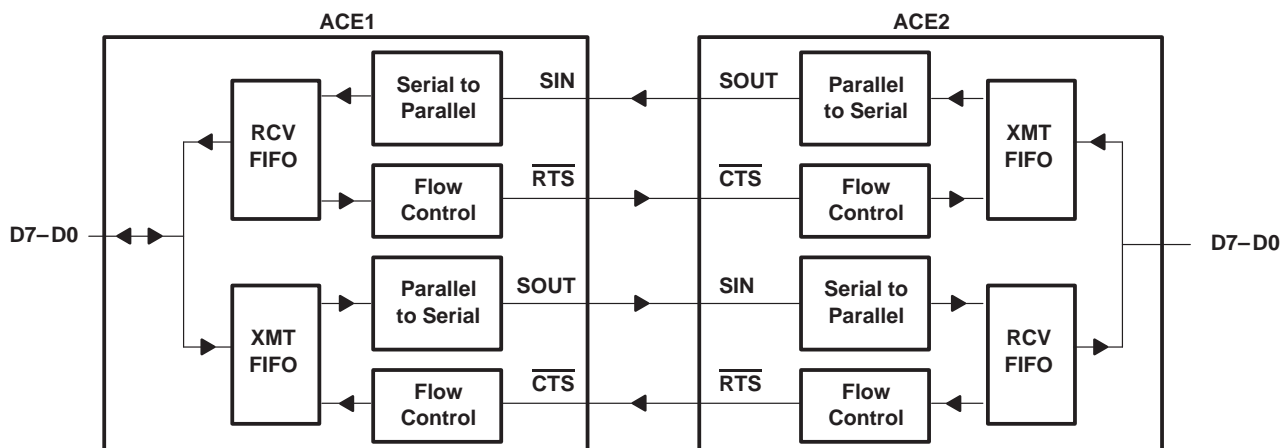 ACE1
ACE2
Serial to
Parallel
SIN
SOUT
Parallel
to Serial
RCV
FIFO
XMT
FIFO
Flow
Control
RTS
CTS
Flow
Control
D7–D0
D7–D0
Parallel
to Serial
SOUT
SIN
Serial to
Parallel
XMT
FIFO
RCV
FIFO
Flow
Control
CTS
RTS
Flow
Control